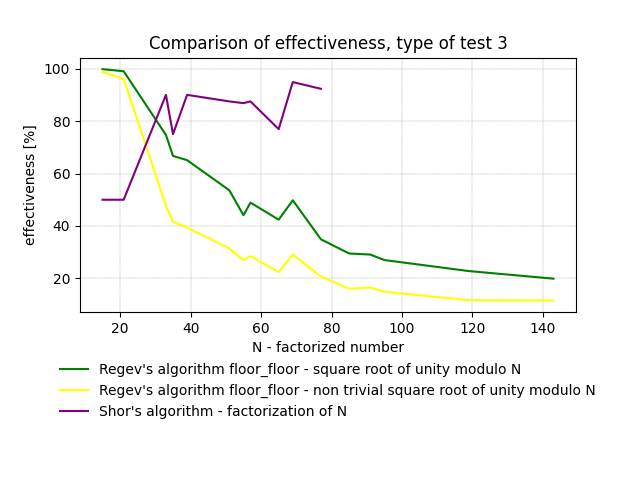 Comparison of effectiveness, type of test 3
effectiveness [%]
100
80
60
40
20
20 40 60 80 100 120 140
N - factorized number
Regev's algorithm floor_floor - square root of unity modulo N
Regev's algorithm floor_floor - non trivial square root of unity modulo N
Shor's algorithm - factorization of N